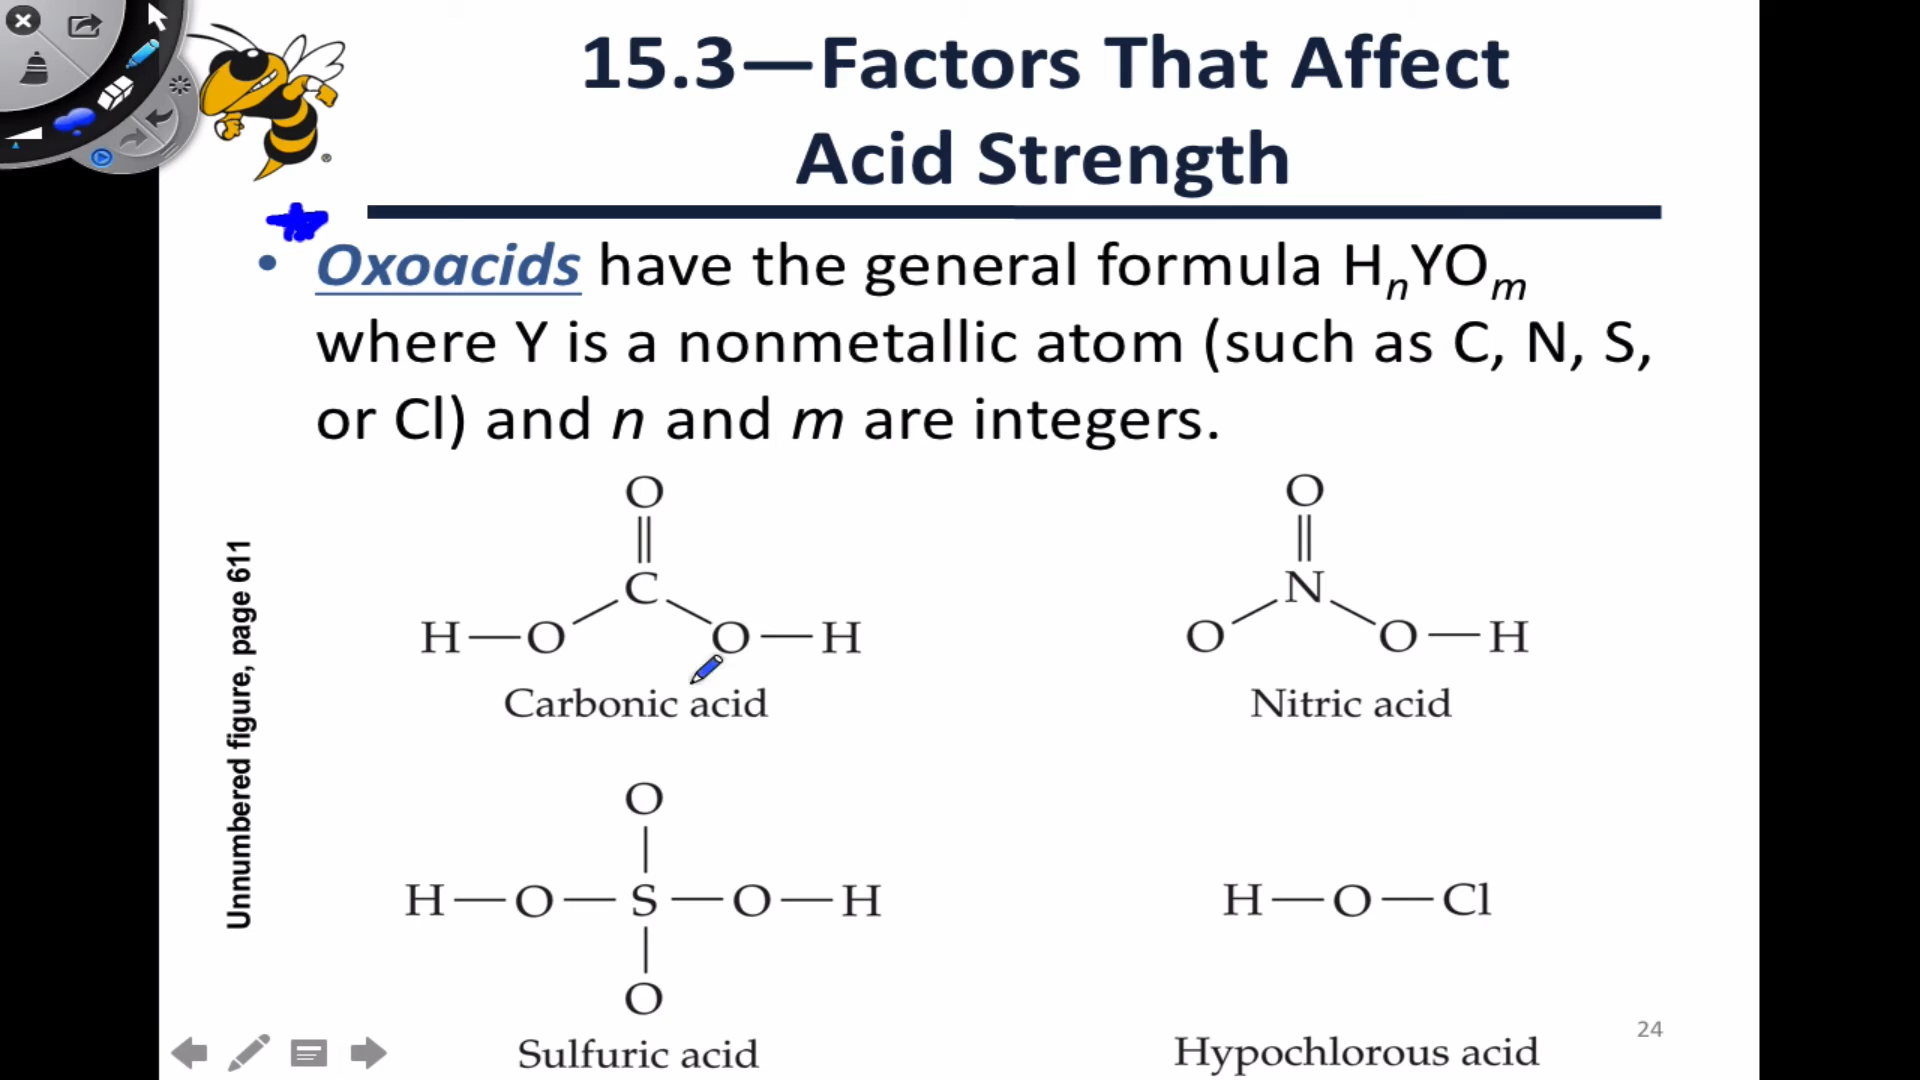 15.3—Factors That Affect
Acid Strength
• Oxoacids have the general formula HₙYOₘ
where Y is a nonmetallic atom (such as C, N, S,
or Cl) and n and m are integers.
Unnumbered figure, page 611
O
C
H—O O—H
Carbonic acid
O
N
O O—H
Nitric acid
O
H—O—S—O—H
O
Sulfuric acid
H—O—Cl
Hypochlorous acid
24
®